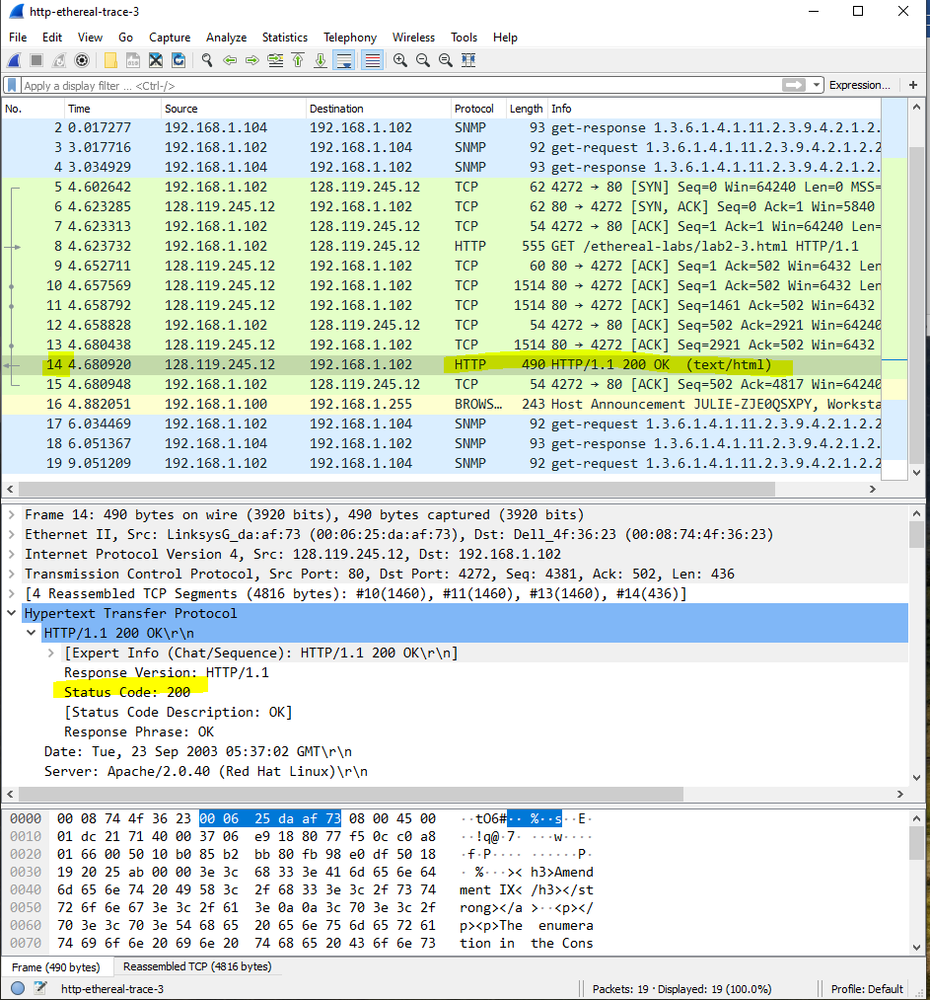 http-ethereal-trace-3
File Edit View Go Capture Analyze Statistics Telephony Wireless Tools Help
Apply a display filter ... <Ctrl-/>
Expression... +
No. Time Source Destination Protocol Length Info
2 0.017277 192.168.1.104 192.168.1.102 SNMP 93 get-response 1.3.6.1.4.1.11.2.3.9.4.2.1.2.
3 3.017716 192.168.1.102 192.168.1.104 SNMP 92 get-request 1.3.6.1.4.1.11.2.3.9.4.2.1.2.2
4 3.034929 192.168.1.104 192.168.1.102 SNMP 93 get-response 1.3.6.1.4.1.11.2.3.9.4.2.1.2.
5 4.602642 192.168.1.102 128.119.245.12 TCP 62 4272 → 80 [SYN] Seq=0 Win=64240 Len=0 MSS=
6 4.623285 128.119.245.12 192.168.1.102 TCP 62 80 → 4272 [SYN, ACK] Seq=0 Ack=1 Win=5840
7 4.623313 192.168.1.102 128.119.245.12 TCP 54 4272 → 80 [ACK] Seq=1 Ack=1 Win=64240 Len=
8 4.623732 192.168.1.102 128.119.245.12 HTTP 555 GET /ethereal-labs/lab2-3.html HTTP/1.1
9 4.652711 128.119.245.12 192.168.1.102 TCP 60 80 → 4272 [ACK] Seq=1 Ack=502 Win=6432 Len
10 4.657569 128.119.245.12 192.168.1.102 TCP 1514 80 → 4272 [ACK] Seq=1 Ack=502 Win=6432 Len
11 4.658792 128.119.245.12 192.168.1.102 TCP 1514 80 → 4272 [ACK] Seq=1461 Ack=502 Win=6432
12 4.658828 192.168.1.102 128.119.245.12 TCP 54 4272 → 80 [ACK] Seq=502 Ack=2921 Win=64240
13 4.680438 128.119.245.12 192.168.1.102 TCP 1514 80 → 4272 [ACK] Seq=2921 Ack=502 Win=6432
14 4.680920 128.119.245.12 192.168.1.102 HTTP 490 HTTP/1.1 200 OK (text/html)
15 4.680948 192.168.1.102 128.119.245.12 TCP 54 4272 → 80 [ACK] Seq=502 Ack=4817 Win=64240
16 4.882051 192.168.1.100 192.168.1.255 BROWS… 243 Host Announcement JULIE-ZJE0QSXPY, Worksta
17 6.034469 192.168.1.102 192.168.1.104 SNMP 92 get-request 1.3.6.1.4.1.11.2.3.9.4.2.1.2.2
18 6.051367 192.168.1.104 192.168.1.102 SNMP 93 get-response 1.3.6.1.4.1.11.2.3.9.4.2.1.2.
19 9.051209 192.168.1.102 192.168.1.104 SNMP 92 get-request 1.3.6.1.4.1.11.2.3.9.4.2.1.2.2
Frame 14: 490 bytes on wire (3920 bits), 490 bytes captured (3920 bits)
Ethernet II, Src: LinksysG_da:af:73 (00:06:25:da:af:73), Dst: Dell_4f:36:23 (00:08:74:4f:36:23)
Internet Protocol Version 4, Src: 128.119.245.12, Dst: 192.168.1.102
Transmission Control Protocol, Src Port: 80, Dst Port: 4272, Seq: 4381, Ack: 502, Len: 436
[4 Reassembled TCP Segments (4816 bytes): #10(1460), #11(1460), #13(1460), #14(436)]
Hypertext Transfer Protocol
HTTP/1.1 200 OK\r\n
[Expert Info (Chat/Sequence): HTTP/1.1 200 OK\r\n]
Response Version: HTTP/1.1
Status Code: 200
[Status Code Description: OK]
Response Phrase: OK
Date: Tue, 23 Sep 2003 05:37:02 GMT\r\n
Server: Apache/2.0.40 (Red Hat Linux)\r\n
0000 00 08 74 4f 36 23 00 06 25 da af 73 08 00 45 00 ··tO6#·· %··s··E·
0010 01 dc 21 71 40 00 37 06 e9 18 80 77 f5 0c c0 a8 ··!q@·7· ···w····
0020 01 66 00 50 10 b0 85 b2 bb 80 fb 98 e0 df 50 18 ·f·P···· ······P·
0030 19 20 25 ab 00 00 3e 3c 68 33 3e 41 6d 65 6e 64 · %···>< h3>Amend
0040 6d 65 6e 74 20 49 58 3c 2f 68 33 3e 3c 2f 73 74 ment IX< /h3></st
0050 72 6f 6e 67 3e 3c 2f 61 3e 0a 0a 3c 70 3e 3c 2f rong></a >··<p></
0060 70 3e 3c 70 3e 54 68 65 20 65 6e 75 6d 65 72 61 p><p>The enumera
0070 74 69 6f 6e 20 69 6e 20 74 68 65 20 43 6f 6e 73 tion in the Cons
Frame (490 bytes) Reassembled TCP (4816 bytes)
http-ethereal-trace-3 Packets: 19 · Displayed: 19 (100.0%) Profile: Default